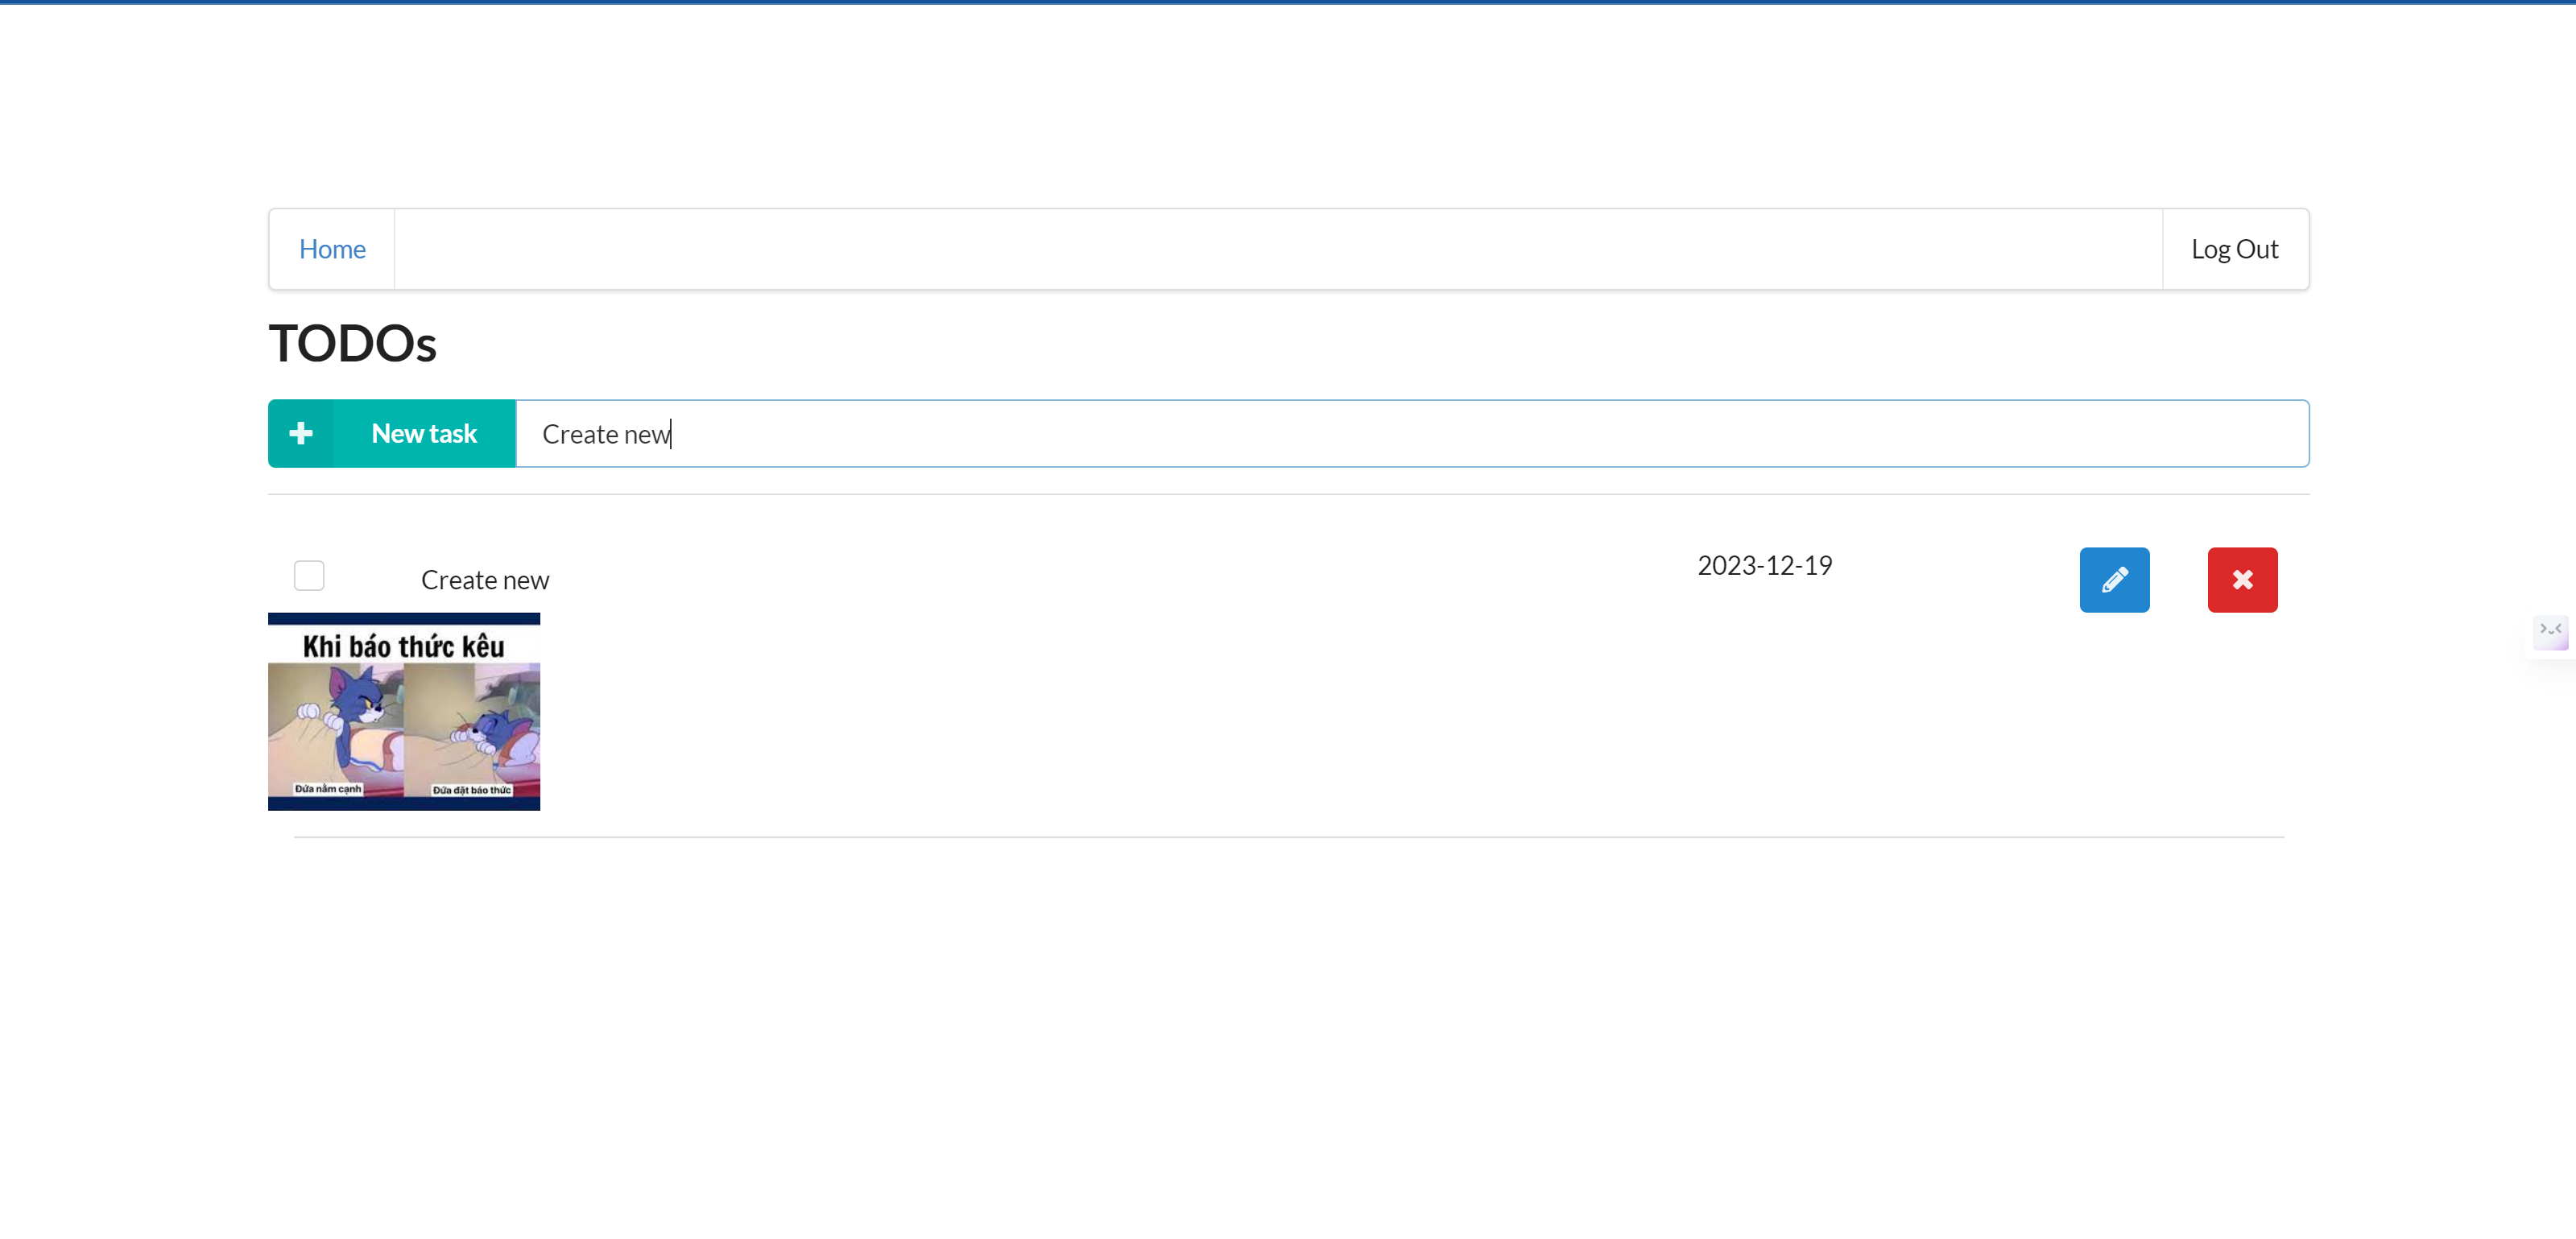 Home
Log Out
TODOs
New task
Create new
Create new
2023-12-19
Khi báo thức kêu
Đứa nằm cạnh
Đứa đặt báo thức